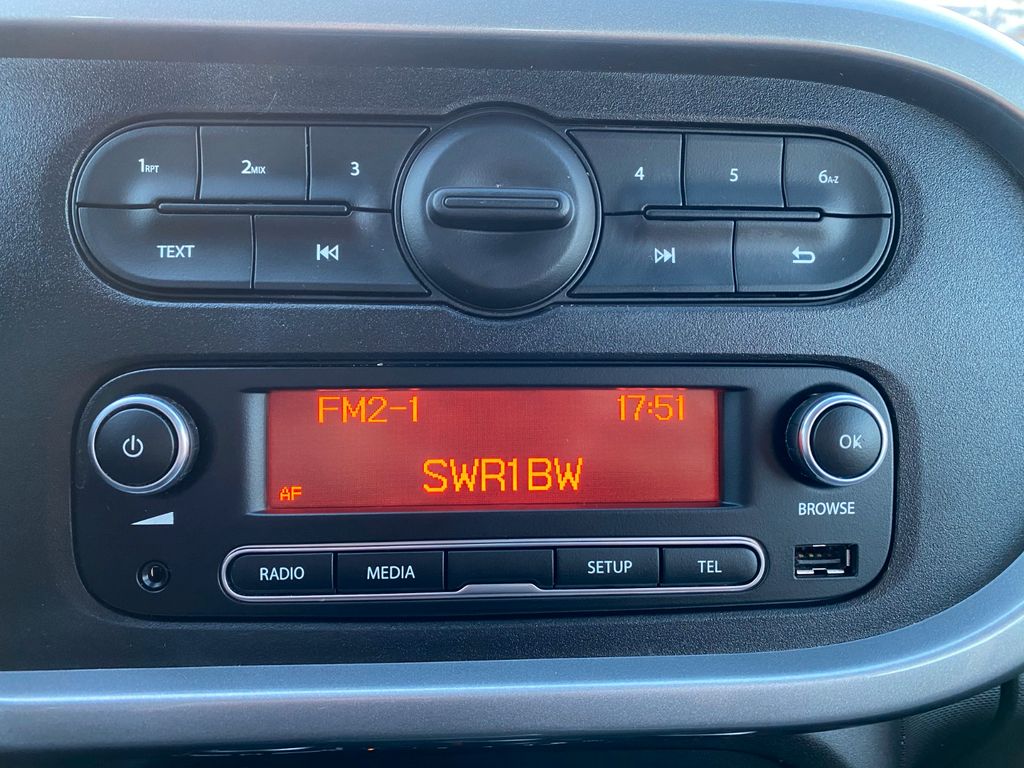 1RPT 2MIX 3 4 5 6A-Z
TEXT
FM2-1 17:51
SWR1BW
AF
OK
BROWSE
RADIO MEDIA SETUP TEL